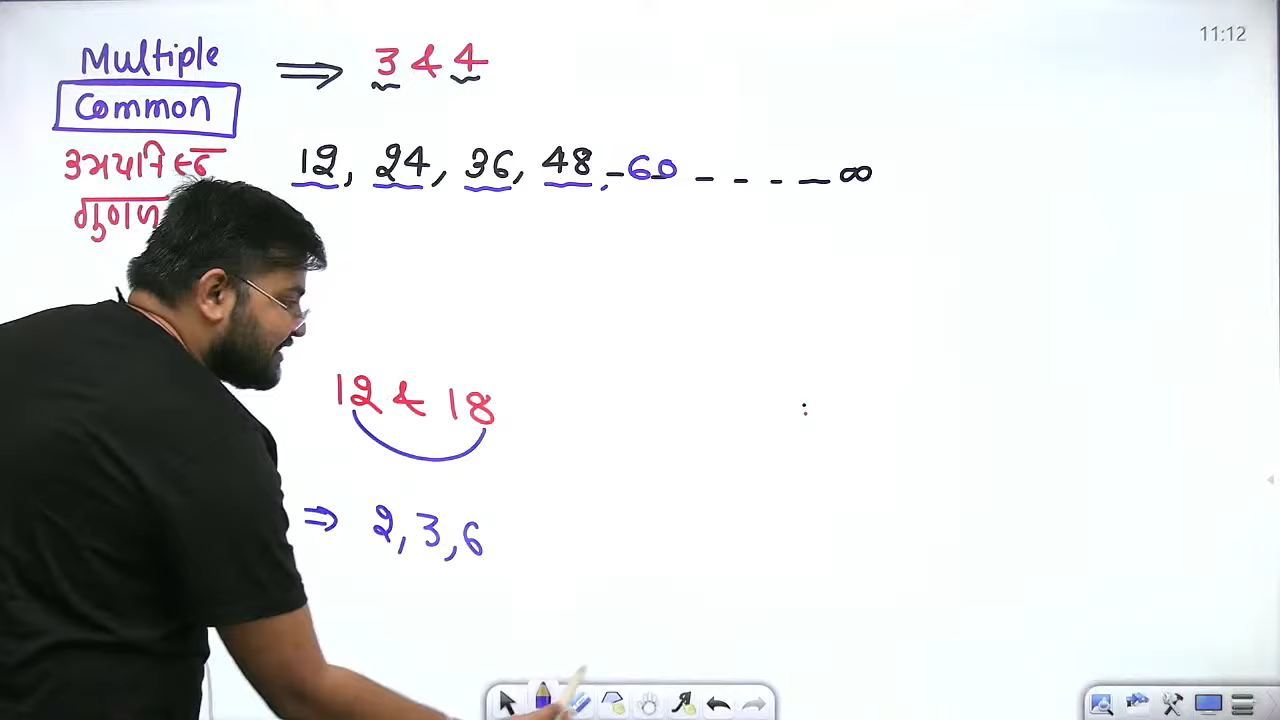 11:12
Multiple ⇒ 3 & 4
Common
12, 24, 36, 48, 60 - - - - ∞
12 & 18
⇒ 2, 3, 6